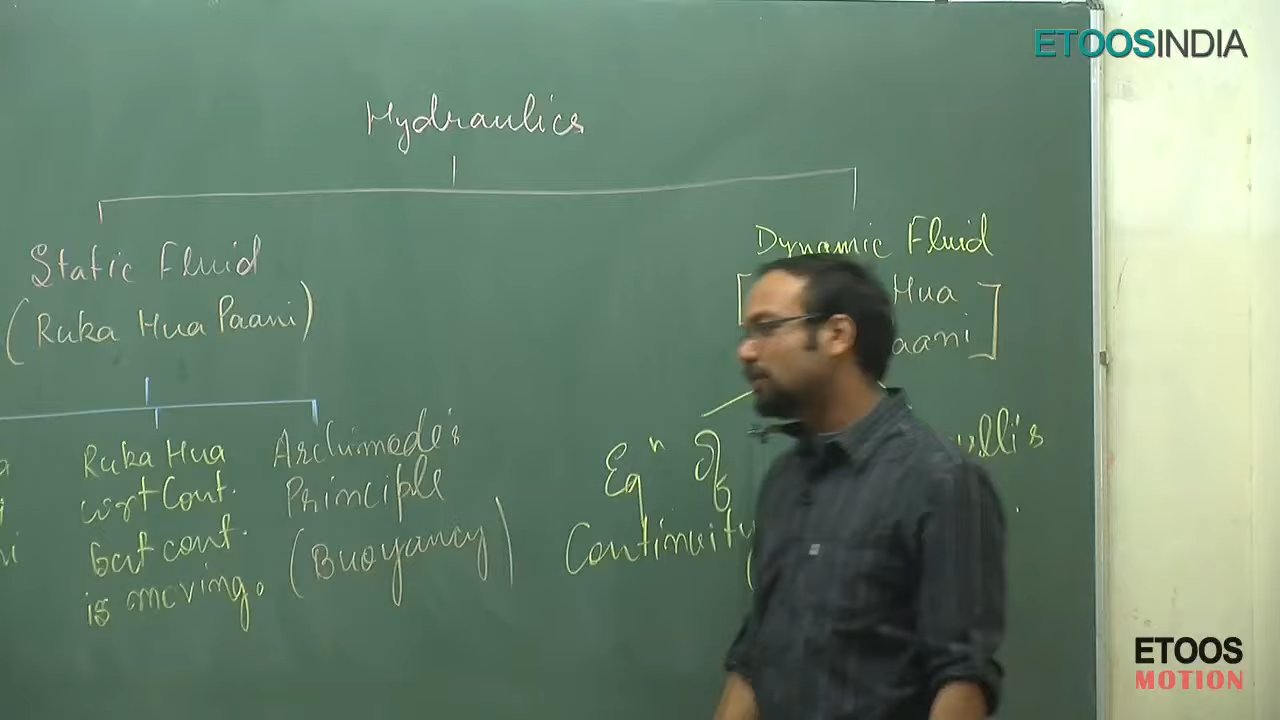 ETOOSINDIA
Hydraulics
Static Fluid
(Ruka Hua Paani)
Ruka Hua
wrt Cont.
but cont.
is moving.
Archimede's
Principle
(Buoyancy)
Dynamic Fluid
[ Hua
]
Eqn Of
Continuity
ETOOS
MOTION